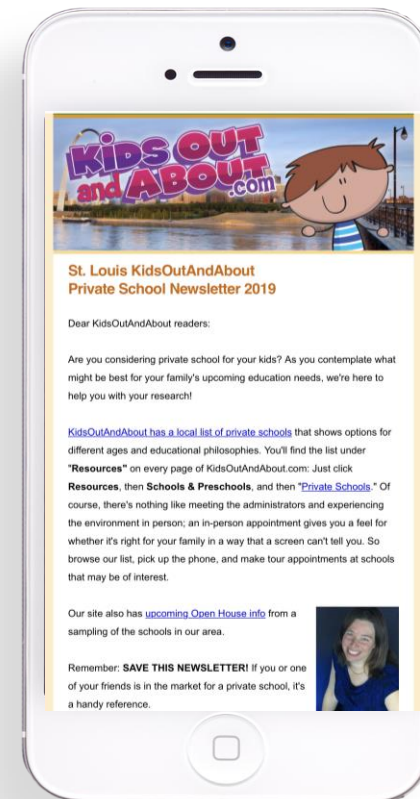 KiDS OUT
and ABOUT
.com
St. Louis KidsOutAndAbout
Private School Newsletter 2019
Dear KidsOutAndAbout readers:
Are you considering private school for your kids? As you contemplate what
might be best for your family's upcoming education needs, we're here to
help you with your research!
KidsOutAndAbout has a local list of private schools that shows options for
different ages and educational philosophies. You'll find the list under
"Resources" on every page of KidsOutAndAbout.com: Just click
Resources, then Schools & Preschools, and then "Private Schools." Of
course, there's nothing like meeting the administrators and experiencing
the environment in person; an in-person appointment gives you a feel for
whether it's right for your family in a way that a screen can't tell you. So
browse our list, pick up the phone, and make tour appointments at schools
that may be of interest.
Our site also has upcoming Open House info from a
sampling of the schools in our area.
Remember: SAVE THIS NEWSLETTER! If you or one
of your friends is in the market for a private school, it's
a handy reference.